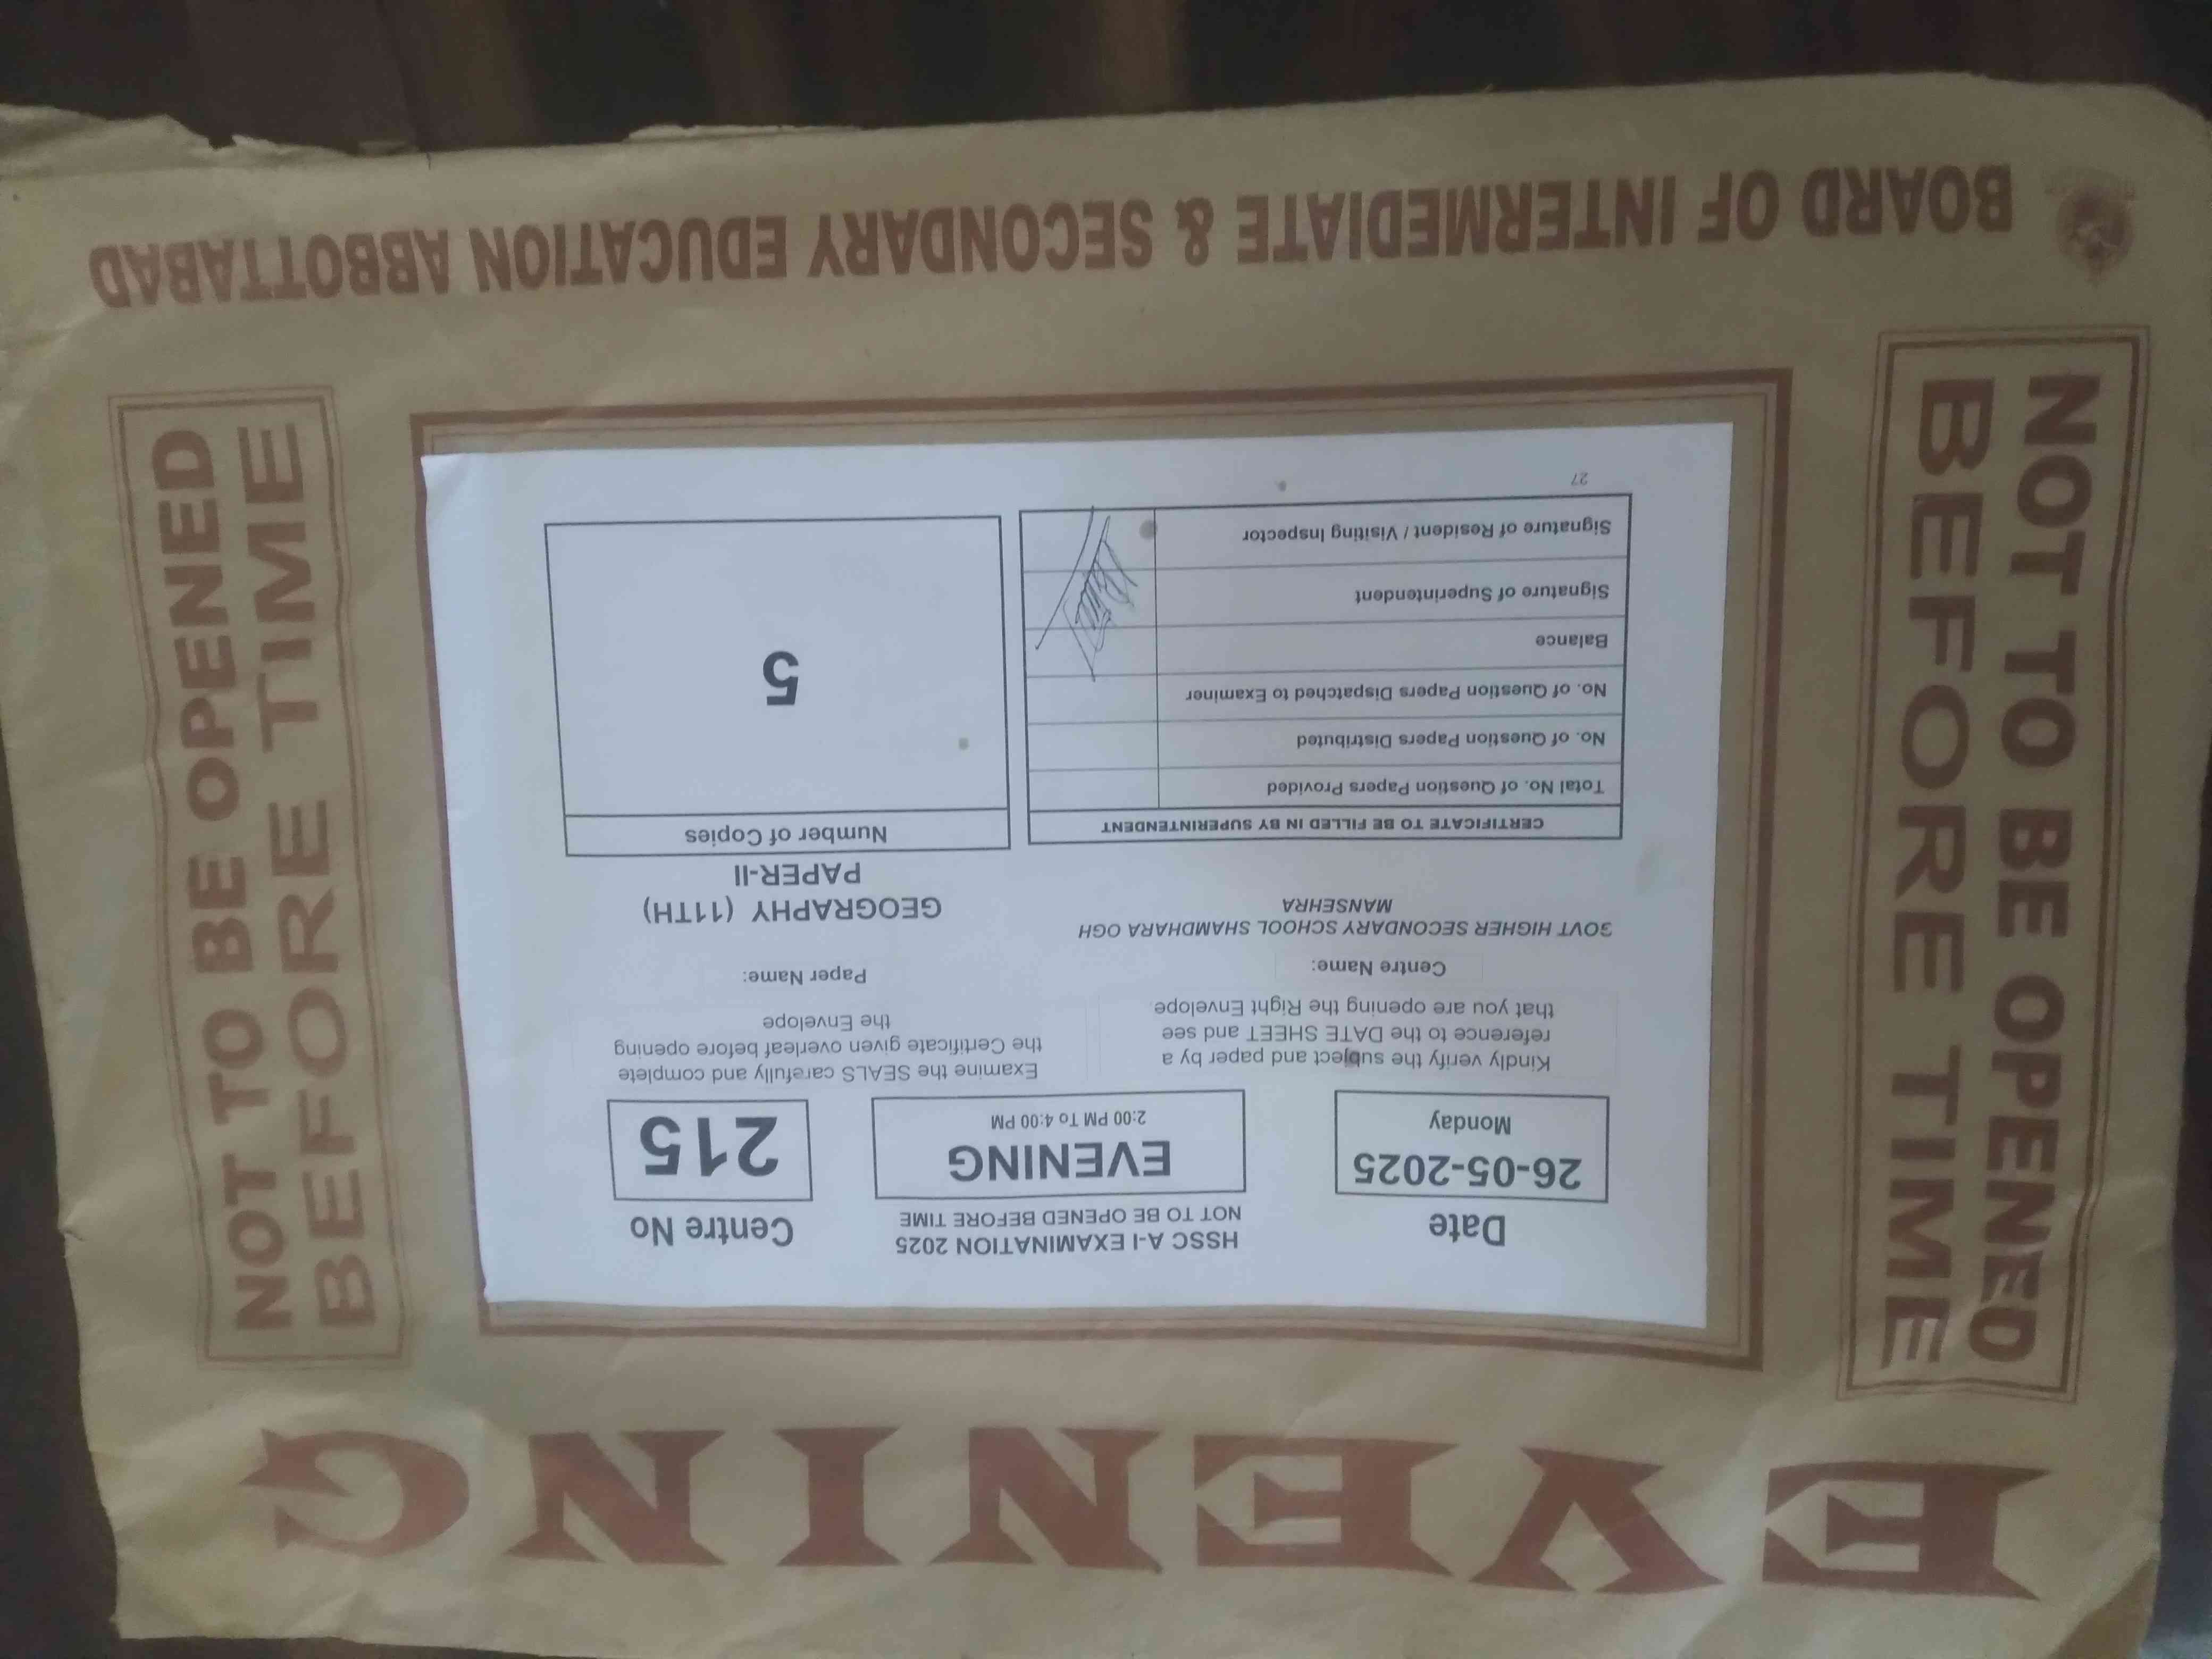 EVENING
NOT TO BE OPENED
BEFORE TIME
Date
26-05-2025
Monday
HSSC A-I EXAMINATION 2025
NOT TO BE OPENED BEFORE TIME
EVENING
2:00 PM To 4:00 PM
Centre No
215
Kindly verify the subject and paper by a
reference to the DATE SHEET and see
that you are opening the Right Envelope
Examine the SEALS carefully and complete
the Certificate given overleaf before opening
the Envelope
Centre Name:
GOVT HIGHER SECONDARY SCHOOL SHAMDHARA OGH
MANSEHRA
Paper Name:
GEOGRAPHY (11TH)
PAPER-II
CERTIFICATE TO BE FILLED IN BY SUPERINTENDENT
Total No. of Question Papers Provided
No. of Question Papers Distributed
No. of Question Papers Dispatched to Examiner
Balance
Signature of Superintendent
Signature of Resident / Visiting Inspector
27
Number of Copies
5
NOT TO BE OPENED
BEFORE TIME
BOARD OF INTERMEDIATE & SECONDARY EDUCATION ABBOTTABAD